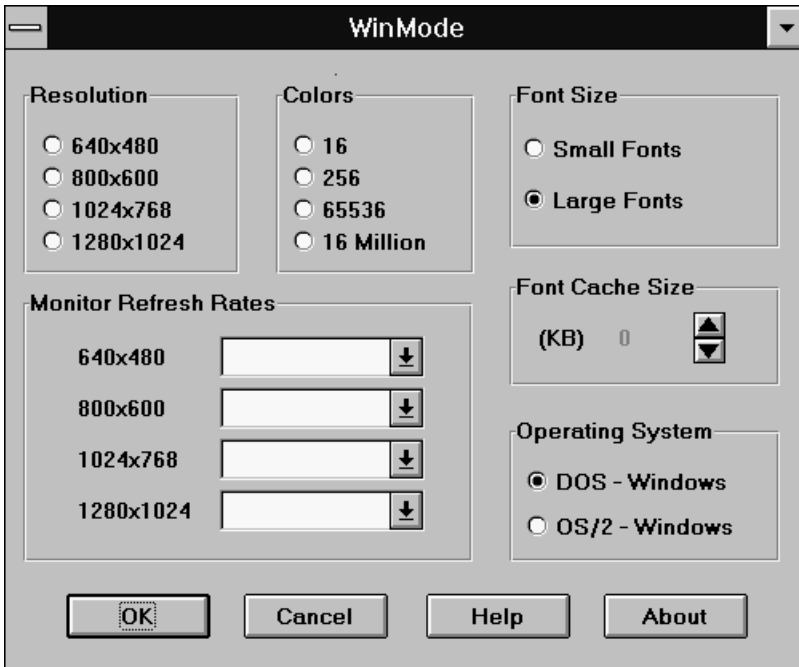 WinMode
Resolution
640x480
800x600
1024x768
1280x1024
Colors
16
256
65536
16 Million
Font Size
Small Fonts
Large Fonts
Monitor Refresh Rates
640x480
800x600
1024x768
1280x1024
Font Cache Size
(KB) 0
Operating System
DOS - Windows
OS/2 - Windows
OK Cancel Help About